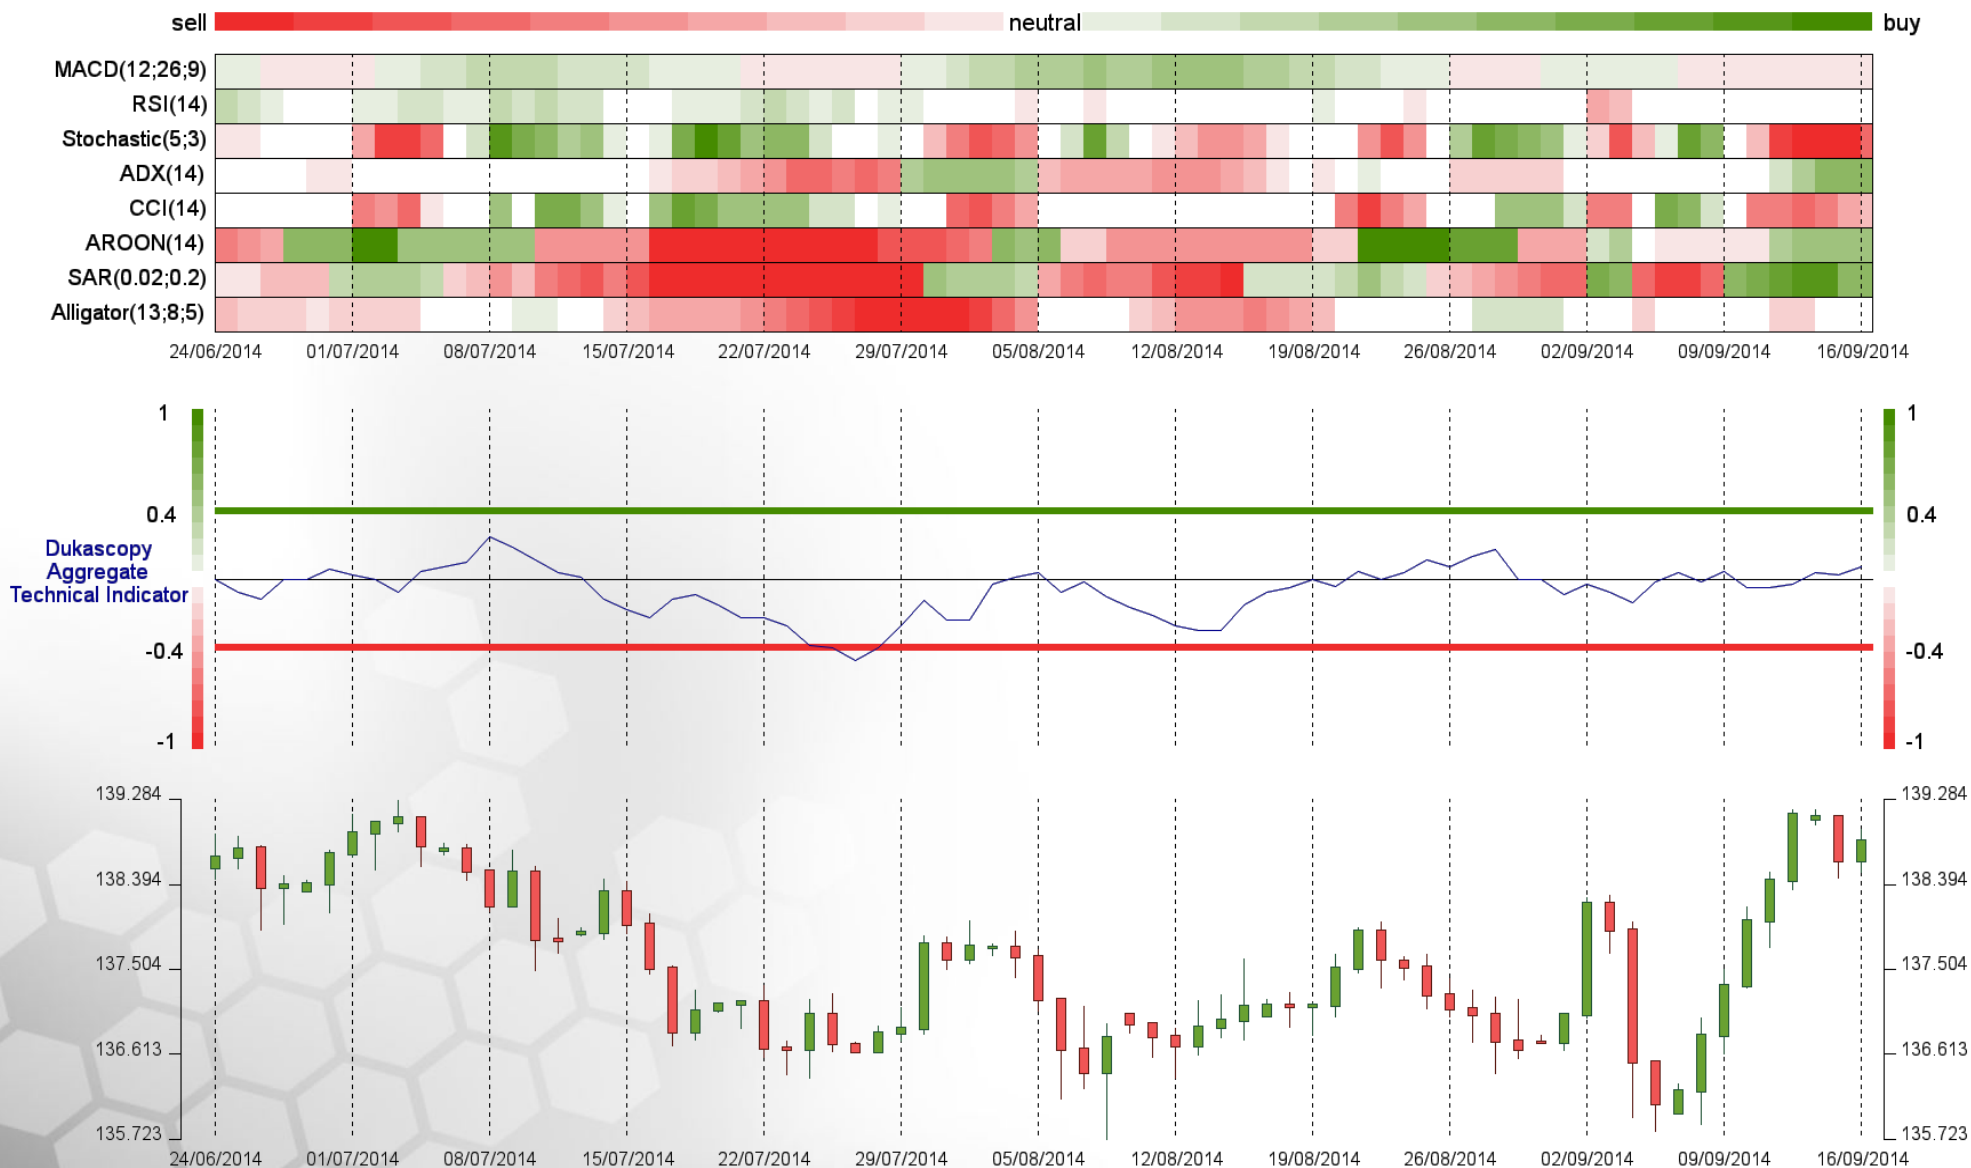 sell neutral buy
MACD(12;26;9)
RSI(14)
Stochastic(5;3)
ADX(14)
CCI(14)
AROON(14)
SAR(0.02;0.2)
Alligator(13;8;5)
24/06/2014 01/07/2014 08/07/2014 15/07/2014 22/07/2014 29/07/2014 05/08/2014 12/08/2014 19/08/2014 26/08/2014 02/09/2014 09/09/2014 16/09/2014
1 1
0.4 0.4
Dukascopy
Aggregate
Technical Indicator
-0.4 -0.4
-1 -1
139.284 139.284
138.394 138.394
137.504 137.504
136.613 136.613
135.723 135.723
24/06/2014 01/07/2014 08/07/2014 15/07/2014 22/07/2014 29/07/2014 05/08/2014 12/08/2014 19/08/2014 26/08/2014 02/09/2014 09/09/2014 16/09/2014